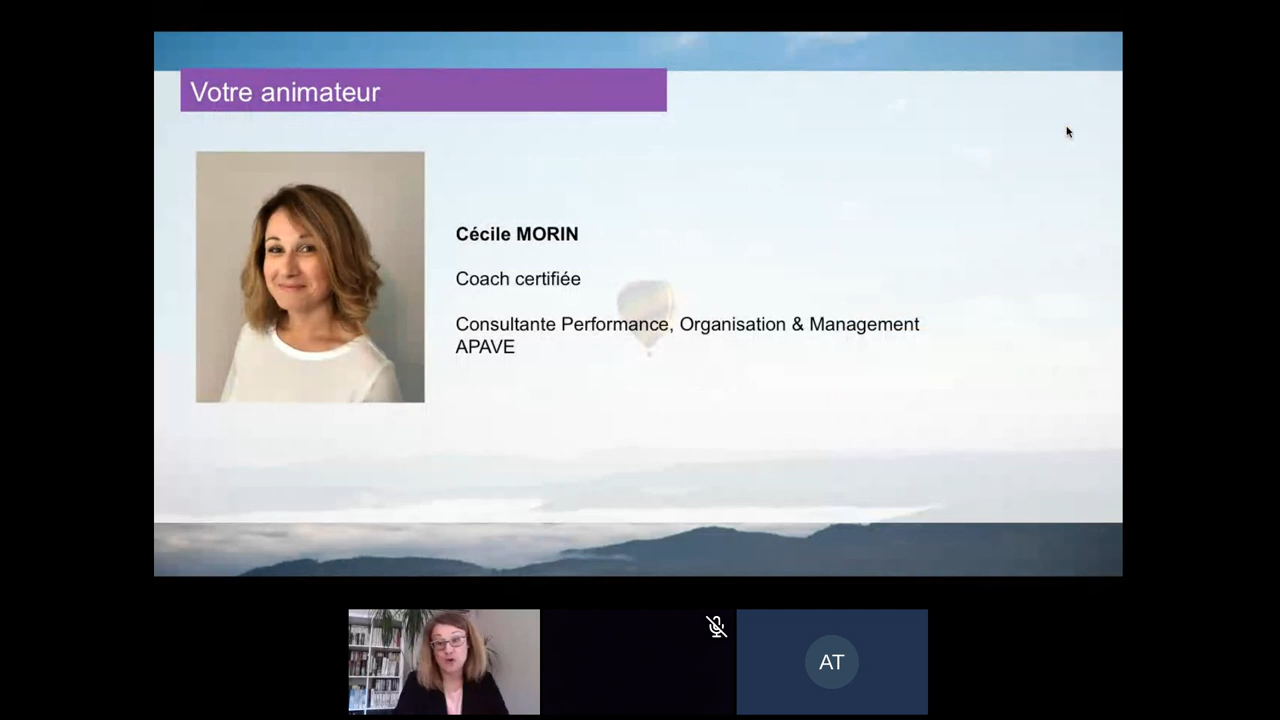 Votre animateur
Cécile MORIN
Coach certifiée
Consultante Performance, Organisation & Management
APAVE
AT